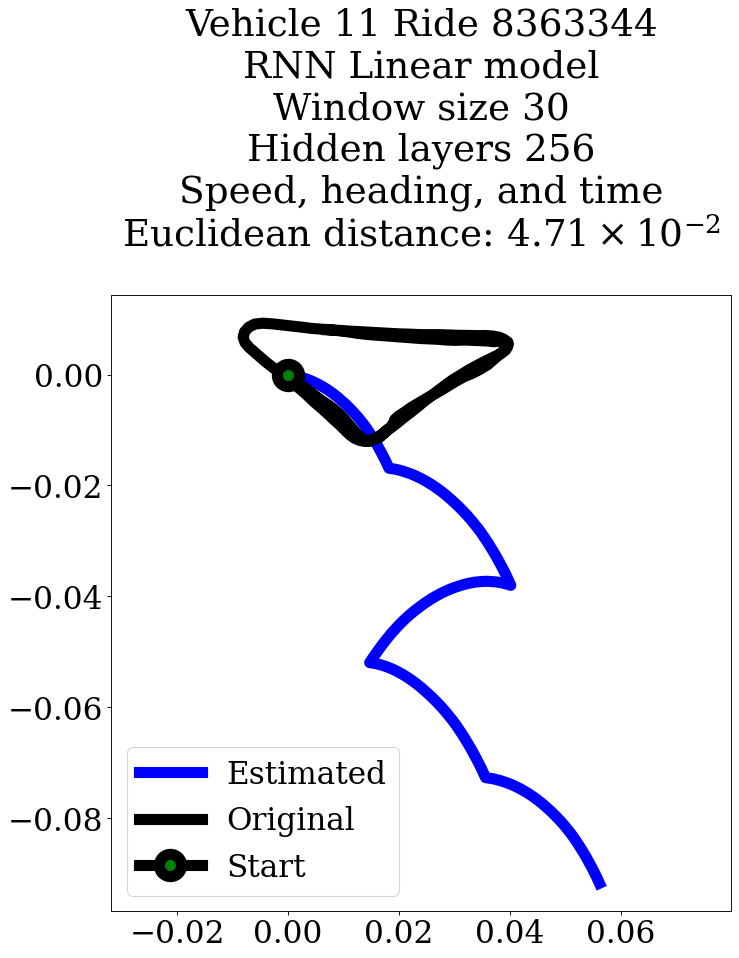 Vehicle 11 Ride 8363344
RNN Linear model
Window size 30
Hidden layers 256
Speed, heading, and time
Euclidean distance: 4.71 × 10⁻²
0.00
−0.02
−0.04
−0.06
−0.08
Estimated
Original
Start
−0.02 0.00 0.02 0.04 0.06